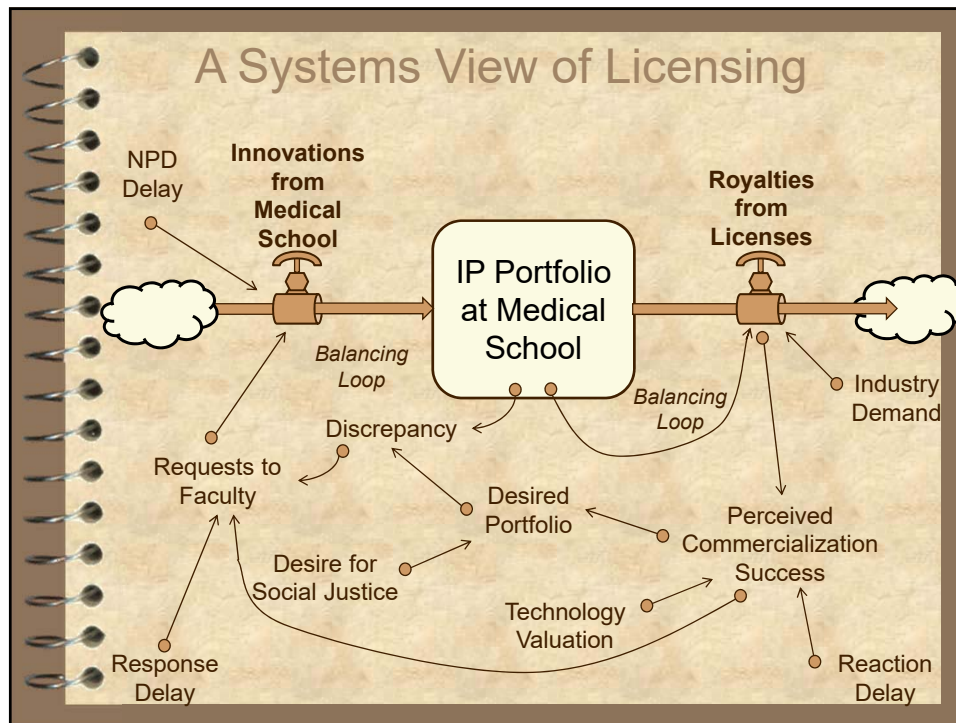 A Systems View of Licensing
NPD
Delay
Innovations
from
Medical
School
Royalties
from
Licenses
IP Portfolio
at Medical
School
Balancing
Loop
Balancing
Loop
Industry
Demand
Discrepancy
Requests to
Faculty
Desired
Portfolio
Perceived
Commercialization
Success
Desire for
Social Justice
Technology
Valuation
Response
Delay
Reaction
Delay